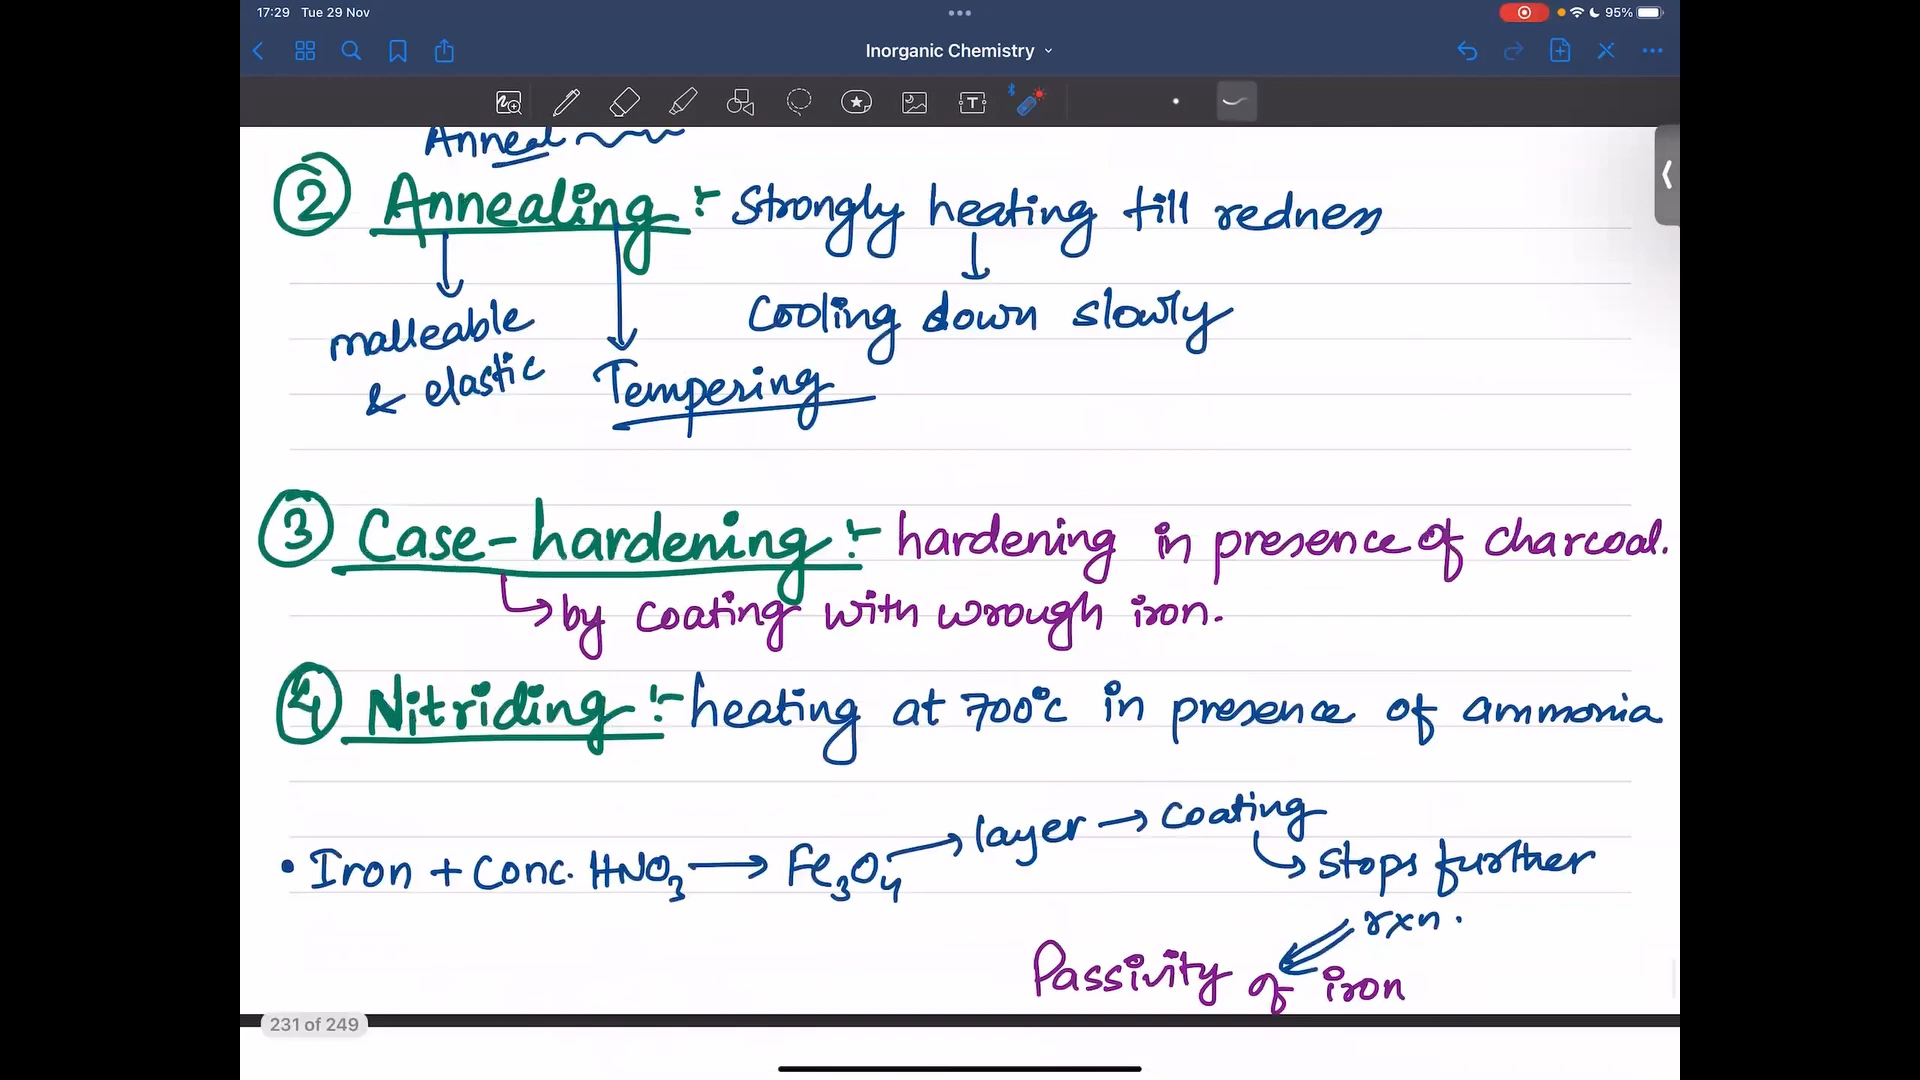 17:29 Tue 29 Nov
95%
Inorganic Chemistry
Anneal
② Annealing :- Strongly heating till redness
malleable & elastic
Cooling down slowly
Tempering
③ Case-hardening :- hardening in presence of charcoal.
by coating with wrough iron.
④ Nitriding :- heating at 700°C in presence of ammonia
• Iron + Conc. HNO₃ → Fe₃O₄ → layer → Coating
→ Stops further
rxn.
Passivity of iron
231 of 249